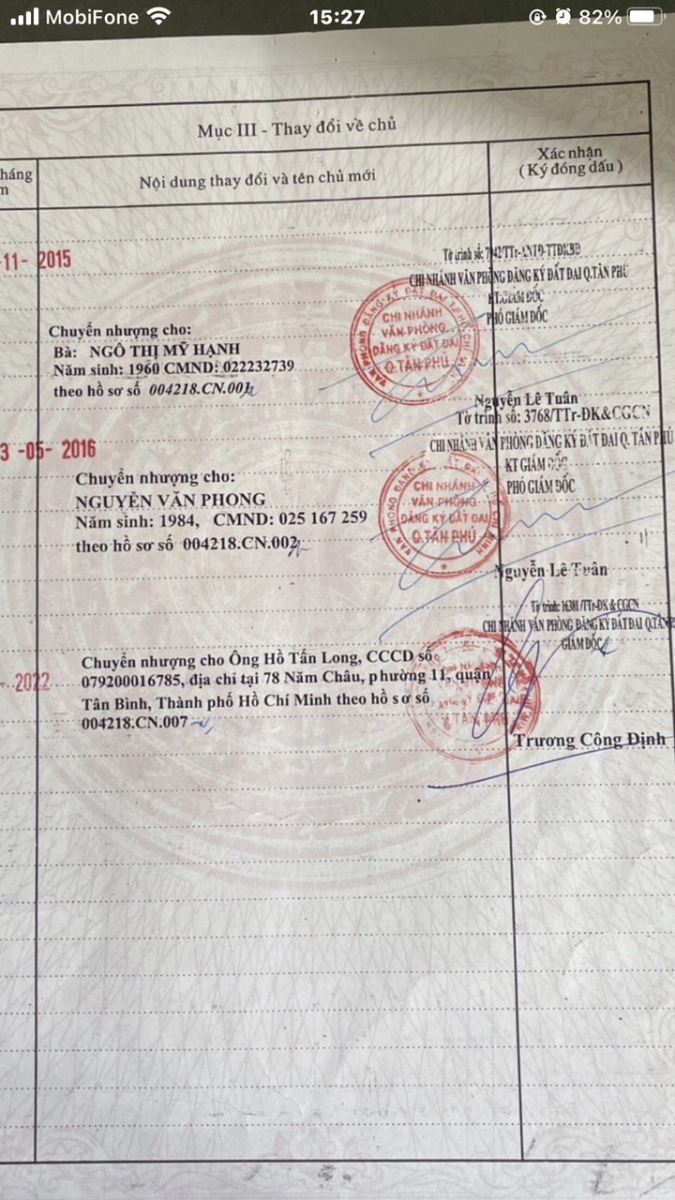 MobiFone 15:27 82%
Mục III - Thay đổi về chủ
háng
m
Nội dung thay đổi và tên chủ mới
Xác nhận
( Ký đóng dấu )
-11- 2015
Tờ trình số:
CHI NHÁNH VĂN PHÒNG ĐĂNG KÝ ĐẤT ĐAI Q.TÂN PHÚ
KT.GIÁM ĐỐC
PHÓ GIÁM ĐỐC
CHI NHÁNH
VĂN PHÒNG
ĐĂNG KÝ ĐẤT ĐAI
Q.TÂN PHÚ
Chuyển nhượng cho:
Bà: NGÔ THỊ MỸ HẠNH
Năm sinh: 1960 CMND: 022232739
theo hồ sơ số 004218.CN.001
Nguyễn Lê Tuân
3 -05- 2016
Tờ trình số: 3768/TTr-ĐK&CGCN
CHI NHÁNH VĂN PHÒNG ĐĂNG KÝ ĐẤT ĐAI Q. TÂN PHÚ
KT GIÁM ĐỐC
PHÓ GIÁM ĐỐC
CHI NHÁNH
VĂN PHÒNG
ĐĂNG KÝ ĐẤT ĐAI
Q.TÂN PHÚ
Chuyển nhượng cho:
NGUYỄN VĂN PHONG
Năm sinh: 1984, CMND: 025 167 259
theo hồ sơ số 004218.CN.002
Nguyễn Lê Tuân
Tờ trình: /TTr-ĐK &CGCN
CHI NHÁNH VĂN PHÒNG ĐĂNG KÝ ĐẤT ĐAI Q.TÂN P
GIÁM ĐỐC
- 2022
Chuyển nhượng cho Ông Hồ Tấn Long, CCCD số
079200016785, địa chỉ tại 78 Năm Châu, phường 11, quận
Tân Bình, Thành phố Hồ Chí Minh theo hồ sơ số
004218.CN.007
Trương Công Định